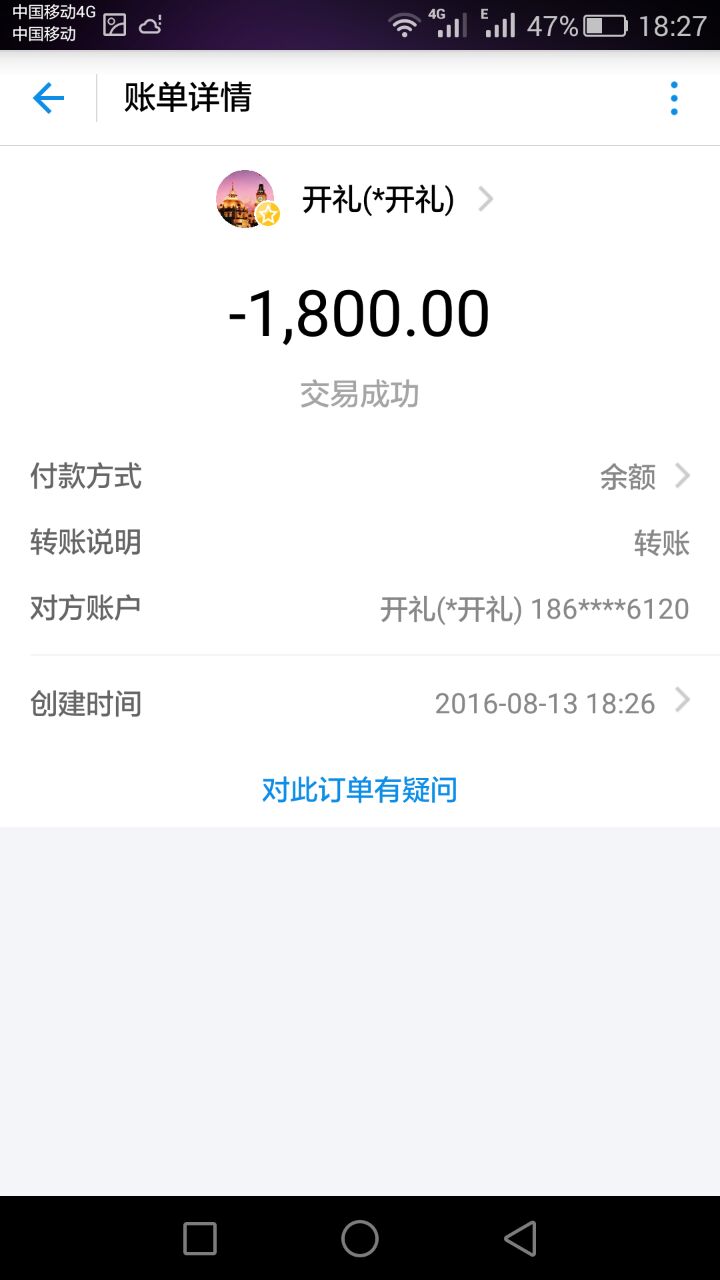 中国移动4G
中国移动
4G
E
47%
18:27
账单详情
开礼(*开礼)
-1,800.00
交易成功
付款方式 余额
转账说明 转账
对方账户 开礼(*开礼) 186****6120
创建时间 2016-08-13 18:26
对此订单有疑问